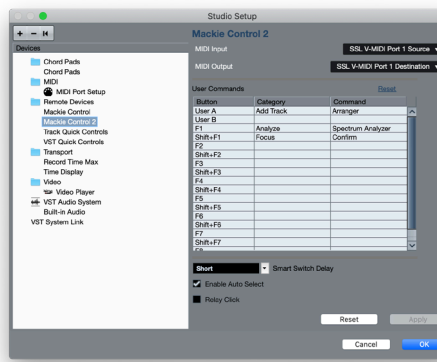 Studio Setup
Devices
Chord Pads
Chord Pads
MIDI
MIDI Port Setup
Remote Devices
Mackie Control
Mackie Control 2
Track Quick Controls
VST Quick Controls
Transport
Record Time Max
Time Display
Video
Video Player
VST Audio System
Built-in Audio
VST System Link
Mackie Control 2
MIDI Input SSL V-MIDI Port 1 Source
MIDI Output SSL V-MIDI Port 1 Destination
User Commands Reset
Button Category Command
User A Add Track Arranger
User B
F1 Analyze Spectrum Analyzer
Shift+F1 Focus Confirm
F2
Shift+F2
F3
Shift+F3
F4
Shift+F4
F5
Shift+F5
F6
Shift+F6
F7
Shift+F7
F8
Short Smart Switch Delay
Enable Auto Select
Relay Click
Reset Apply
Cancel OK